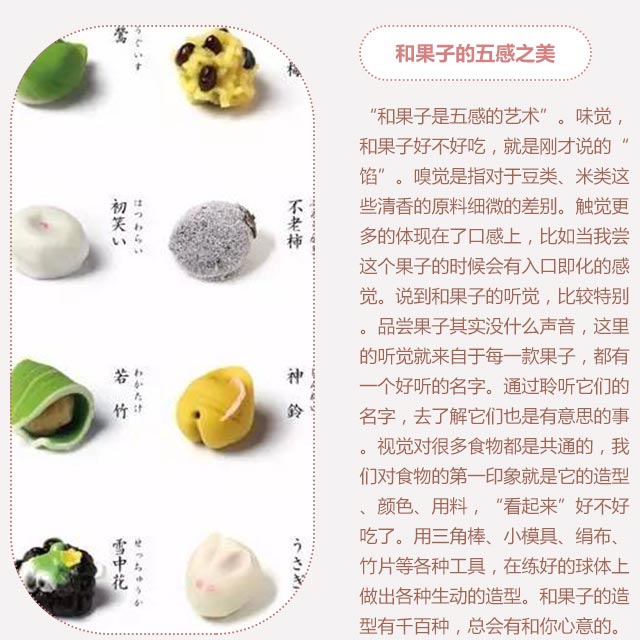 和果子的五感之美
“和果子是五感的艺术”。味觉，
和果子好不好吃，就是刚才说的“
馅”。嗅觉是指对于豆类、米类这
些清香的原料细微的差别。触觉更
多的体现在了口感上，比如当我尝
这个果子的时候会有入口即化的感
觉。说到和果子的听觉，比较特别
。品尝果子其实没什么声音，这里
的听觉就来自于每一款果子，都有
一个好听的名字。通过聆听它们的
名字，去了解它们也是有意思的事
。视觉对很多食物都是共通的，我
们对食物的第一印象就是它的造型
、颜色、用料，“看起来”好不好
吃了。用三角棒、小模具、绢布、
竹片等各种工具，在练好的球体上
做出各种生动的造型。和果子的造
型有千百种，总会有和你心意的。
鶯
うぐいす
初笑い
はつわらい
不老柿
若竹
わかたけ
神鈴
雪中花
せっちゅうか
うさぎ